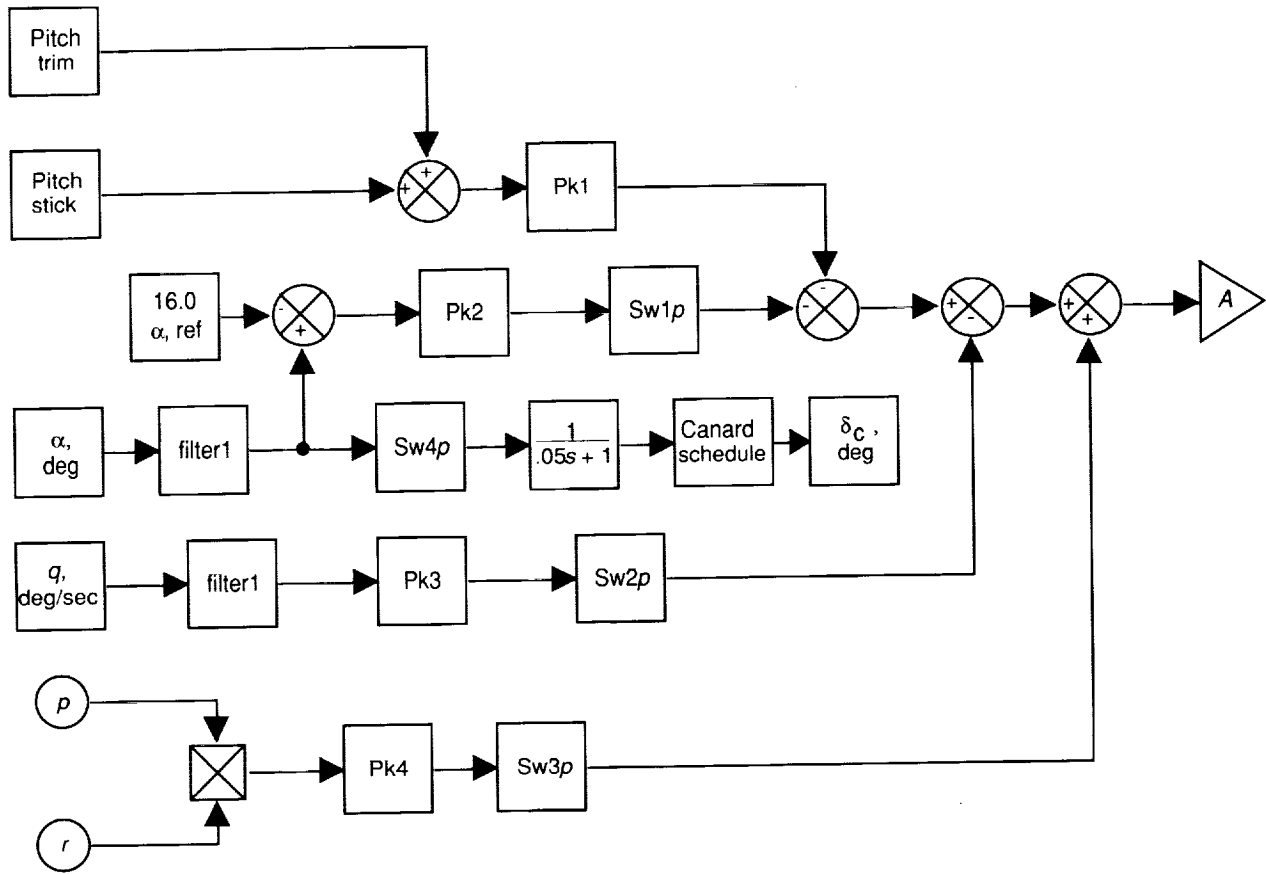 Pitch
trim
Pitch
stick
+
+
Pk1
16.0
α, ref
-
+
Pk2
Sw1p
-
-
+
-
+
+
A
α,
deg
filter1
Sw4p
1
.05s + 1
Canard
schedule
δc,
deg
q,
deg/sec
filter1
Pk3
Sw2p
p
r
Pk4
Sw3p